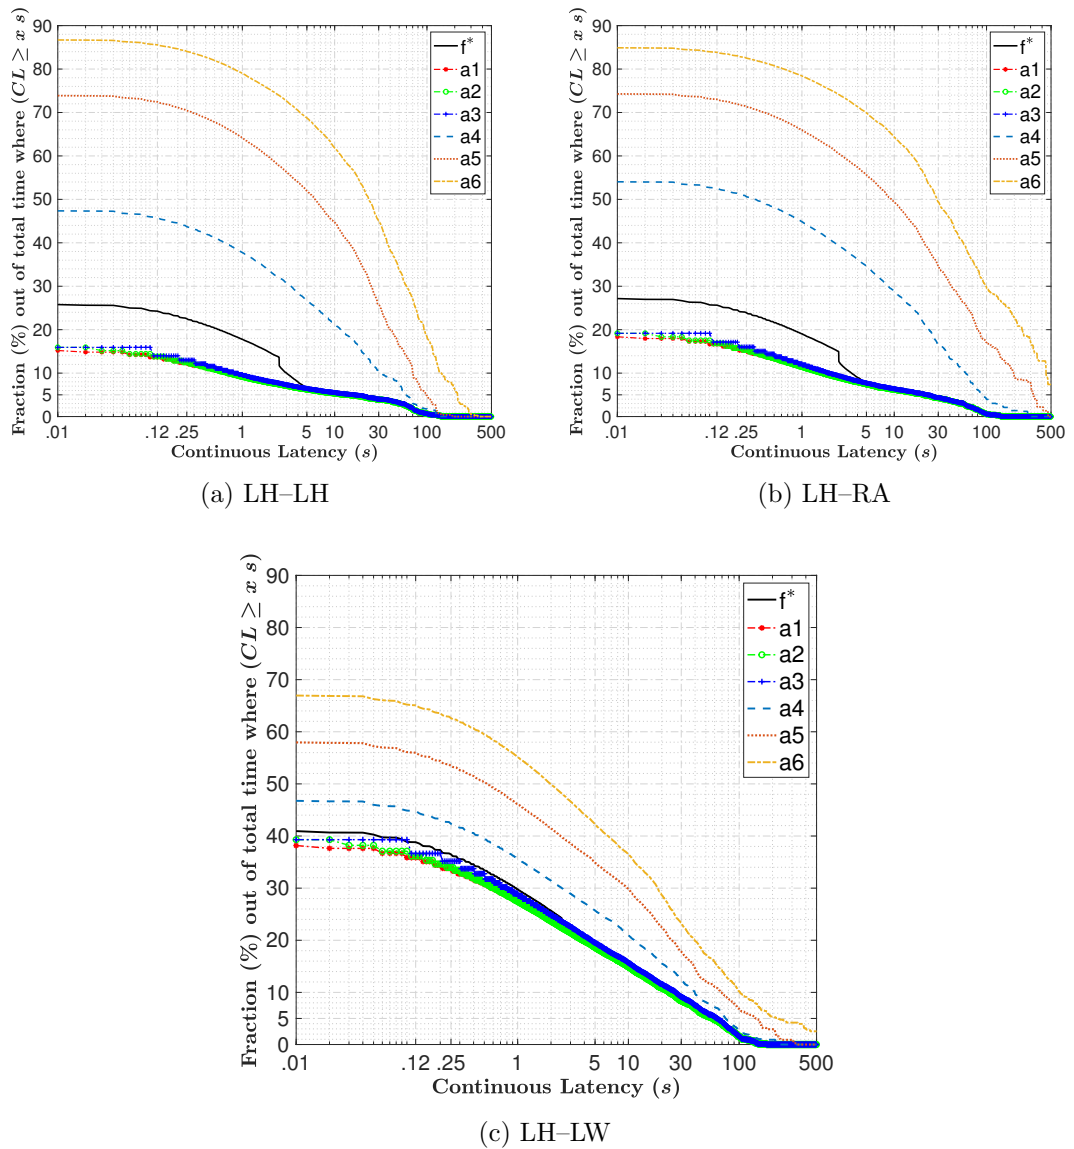 Fraction (%) out of total time where (CL ≥ x s)
90
80
70
60
50
40
30
20
10
5
0
f*
a1
a2
a3
a4
a5
a6
.01 .12 .25 1 5 10 30 100 500
Continuous Latency (s)
(a) LH–LH
Fraction (%) out of total time where (CL ≥ x s)
90
80
70
60
50
40
30
20
10
5
0
f*
a1
a2
a3
a4
a5
a6
.01 .12 .25 1 5 10 30 100 500
Continuous Latency (s)
(b) LH–RA
Fraction (%) out of total time where (CL ≥ x s)
90
80
70
60
50
40
30
20
10
5
0
f*
a1
a2
a3
a4
a5
a6
.01 .12 .25 1 5 10 30 100 500
Continuous Latency (s)
(c) LH–LW